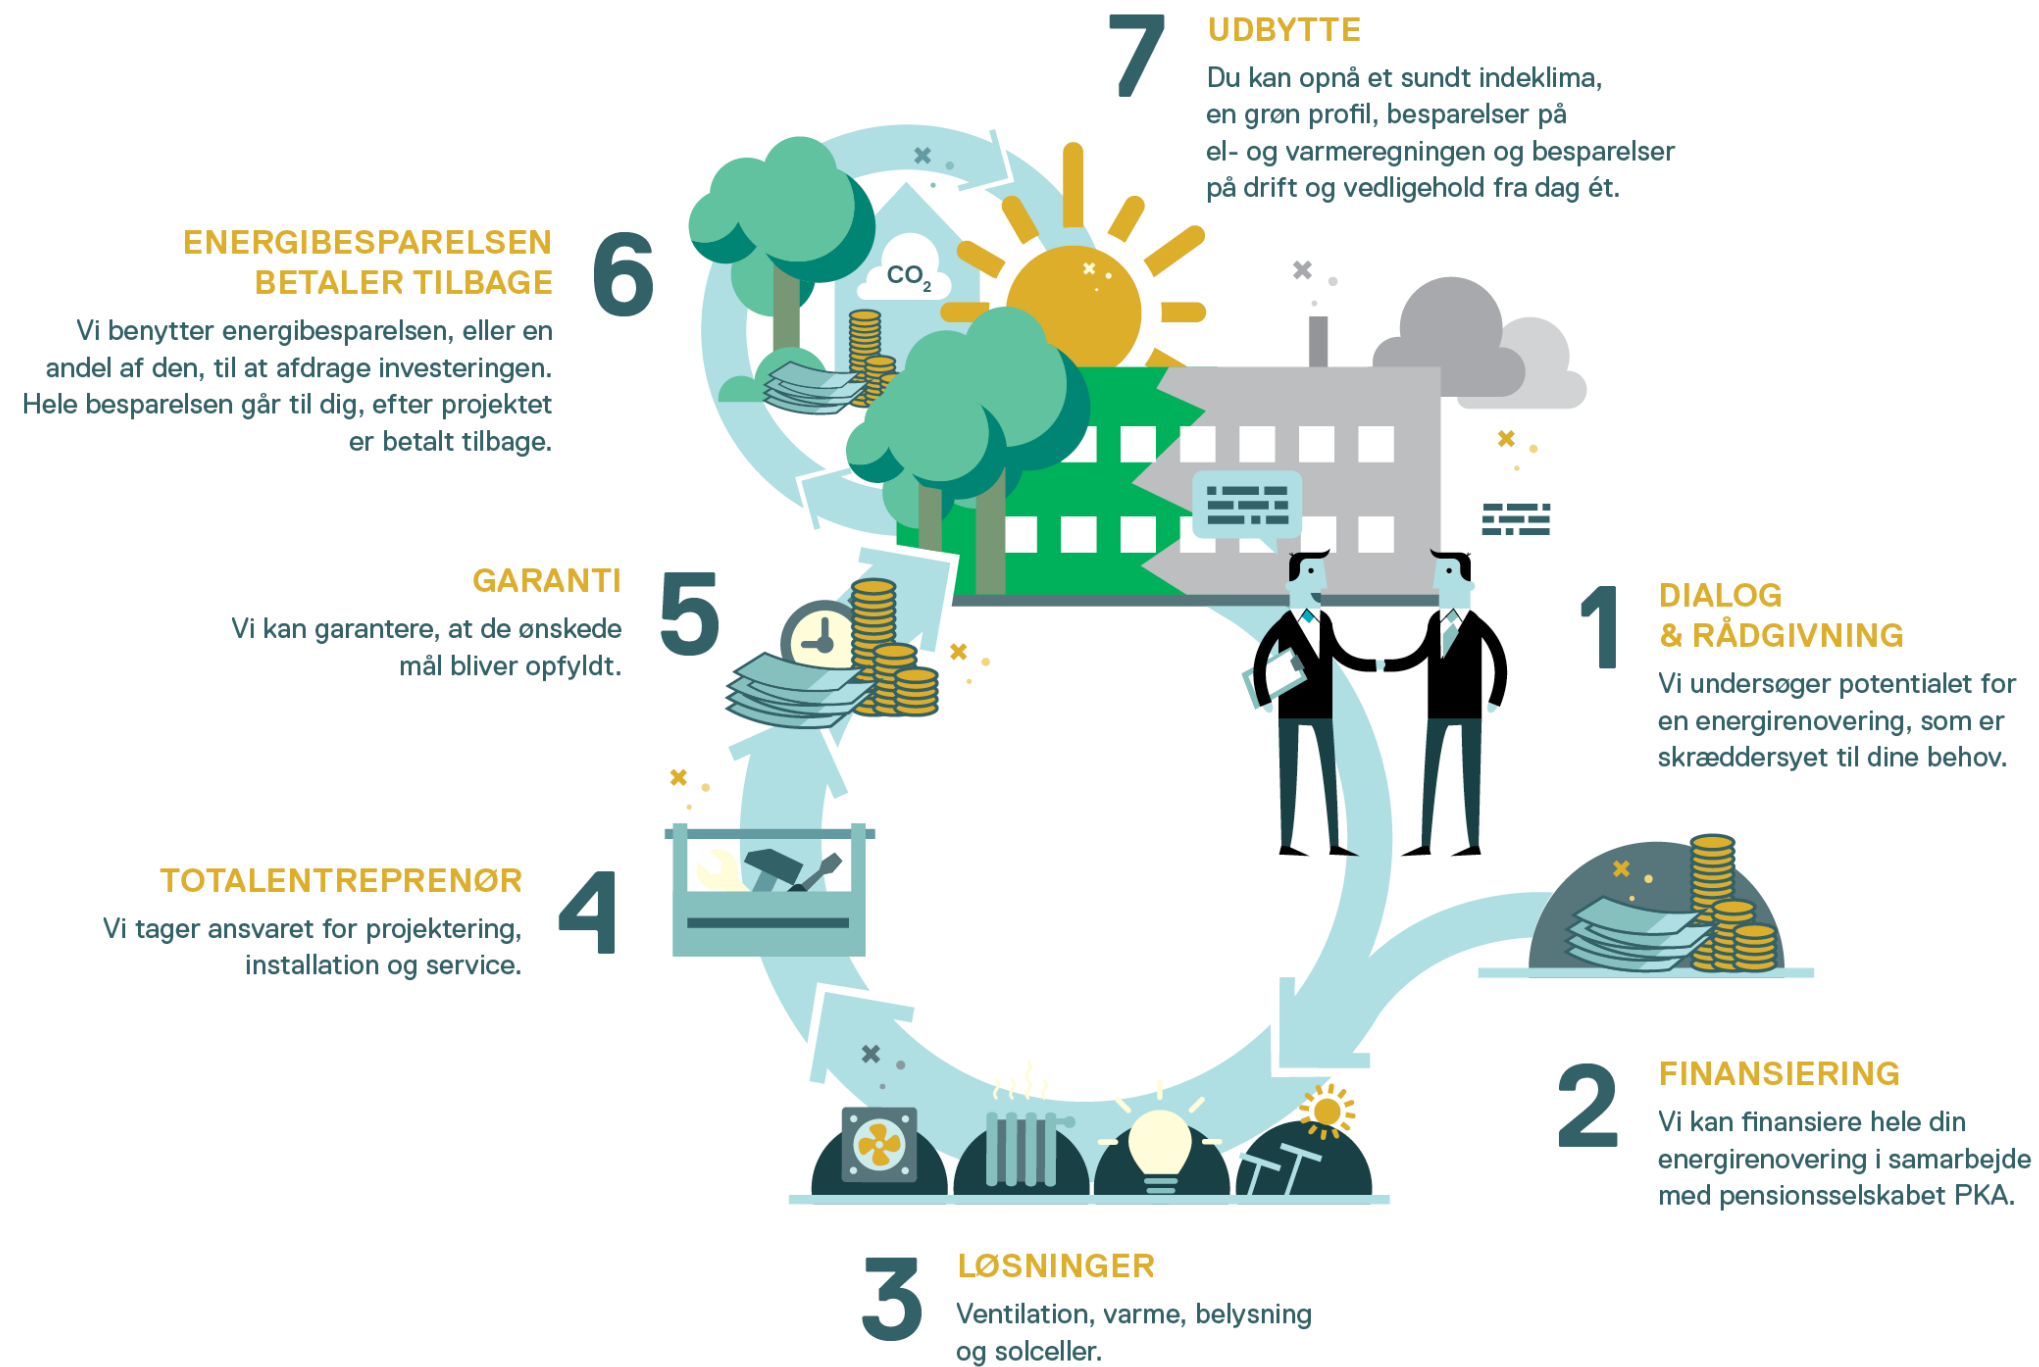 7
UDBYTTE
Du kan opnå et sundt indeklima,
en grøn profil, besparelser på
el- og varmeregningen og besparelser
på drift og vedligehold fra dag ét.
ENERGIBESPARELSEN
BETALER TILBAGE
6
Vi benytter energibesparelsen, eller en
andel af den, til at afdrage investeringen.
Hele besparelsen går til dig, efter projektet
er betalt tilbage.
CO₂
GARANTI
5
Vi kan garantere, at de ønskede
mål bliver opfyldt.
1
DIALOG
& RÅDGIVNING
Vi undersøger potentialet for
en energirenovering, som er
skræddersyet til dine behov.
TOTALENTREPRENØR
4
Vi tager ansvaret for projektering,
installation og service.
2
FINANSIERING
Vi kan finansiere hele din
energirenovering i samarbejde
med pensionsselskabet PKA.
3
LØSNINGER
Ventilation, varme, belysning
og solceller.